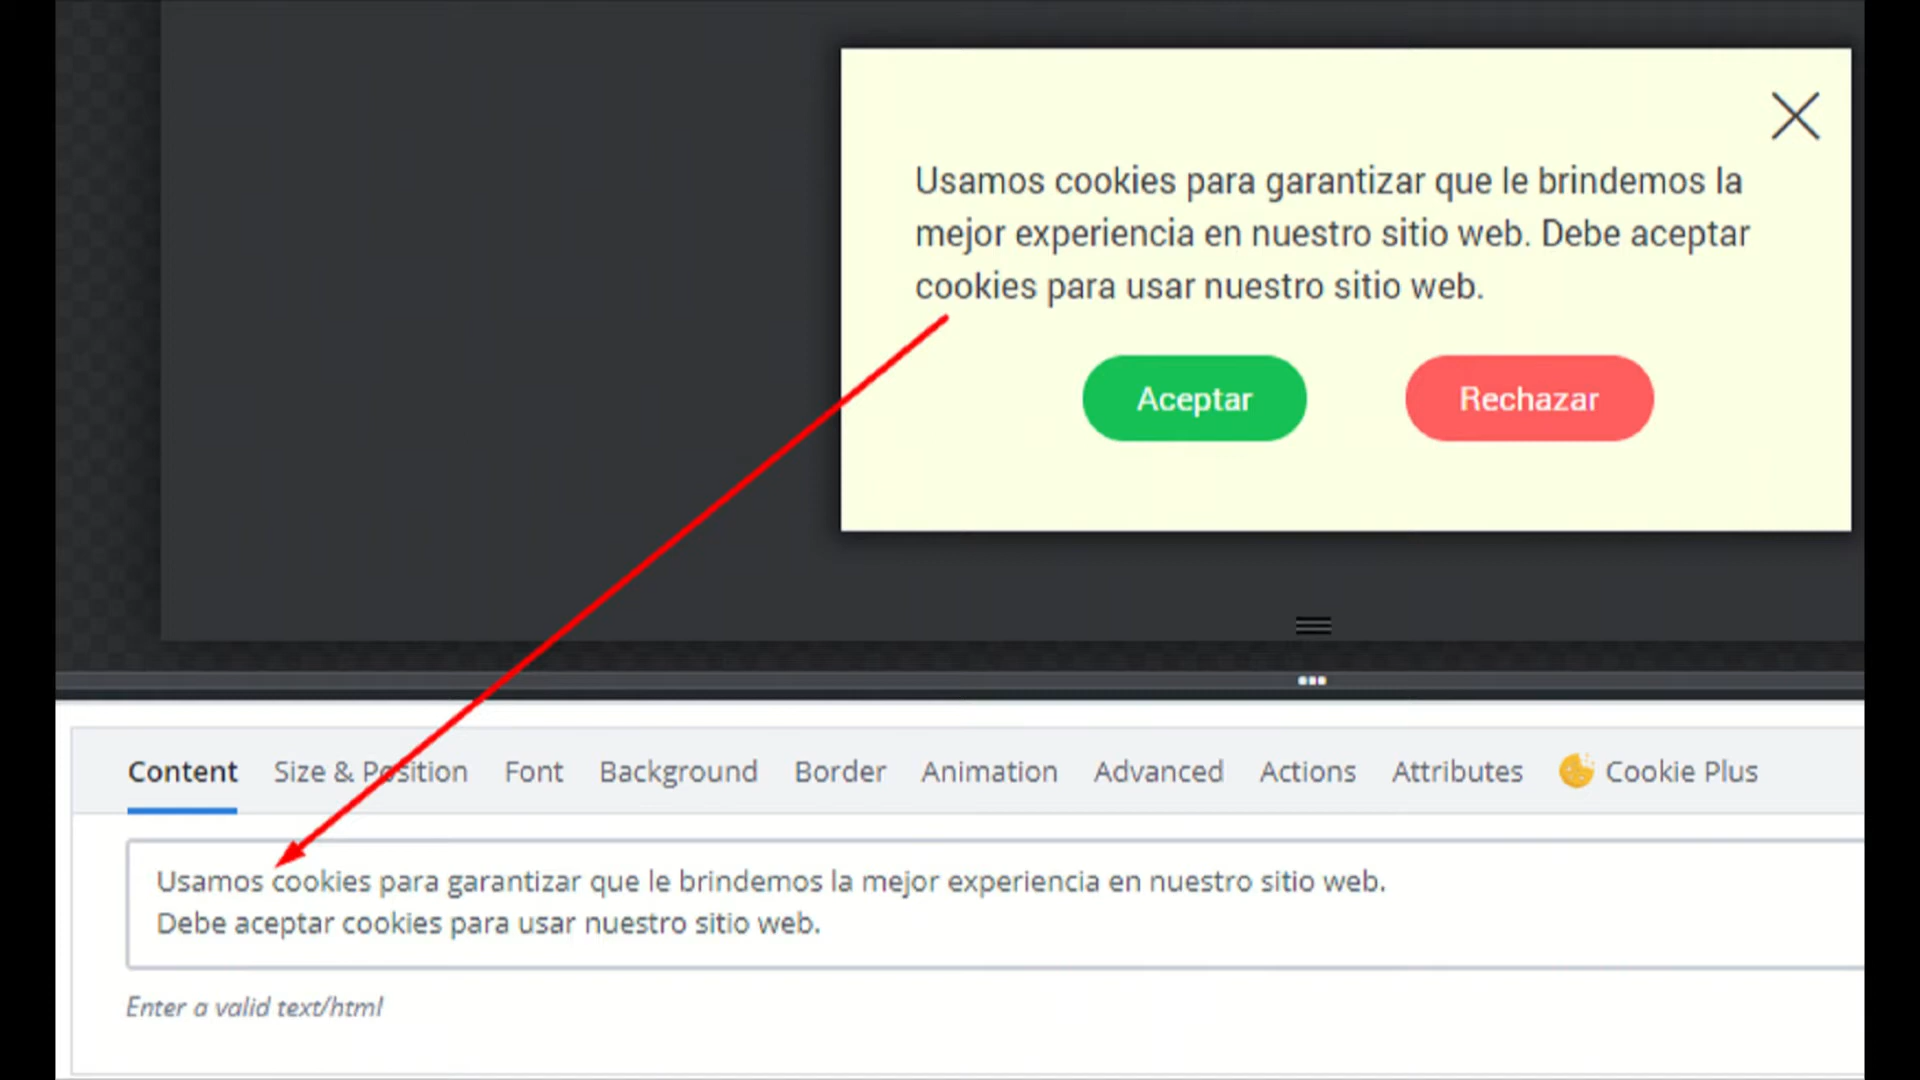 Usamos cookies para garantizar que le brindemos la
mejor experiencia en nuestro sitio web. Debe aceptar
cookies para usar nuestro sitio web.
Aceptar Rechazar
Content Size & Position Font Background Border Animation Advanced Actions Attributes Cookie Plus
Usamos cookies para garantizar que le brindemos la mejor experiencia en nuestro sitio web.
Debe aceptar cookies para usar nuestro sitio web.
Enter a valid text/html